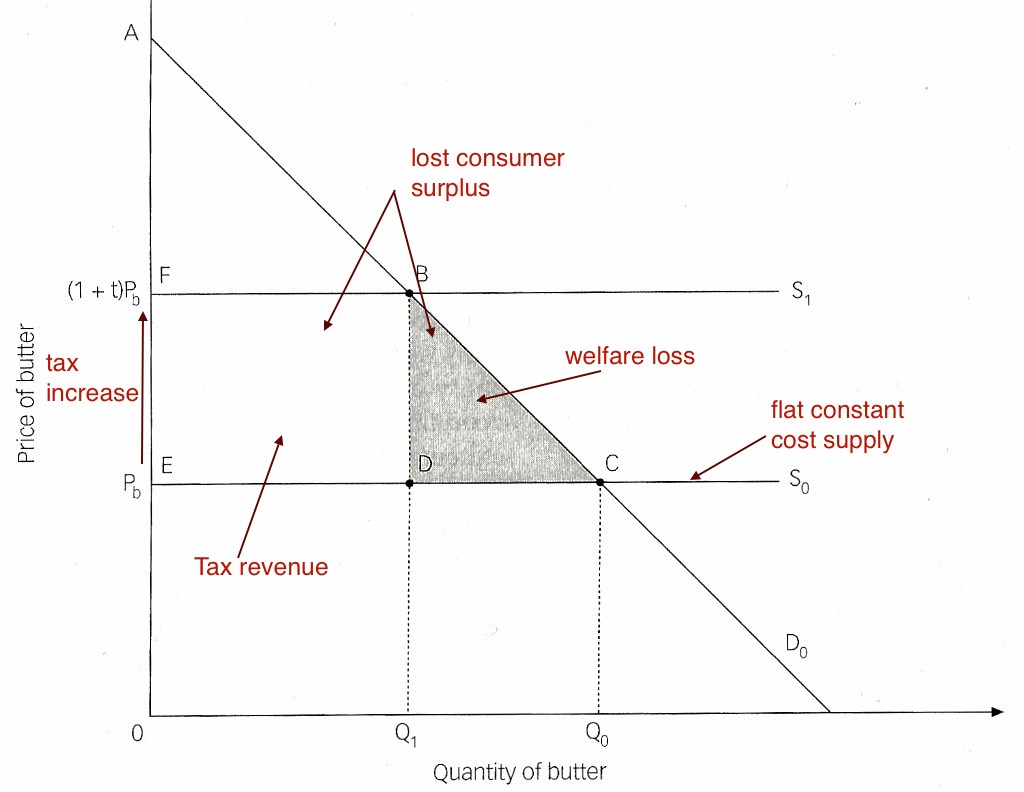 A
lost consumer
surplus
F
B
(1 + t)P_b
S_1
tax
increase
Price of butter
welfare loss
flat constant
cost supply
E
D
C
P_b
S_0
Tax revenue
D_0
0
Q_1
Q_0
Quantity of butter